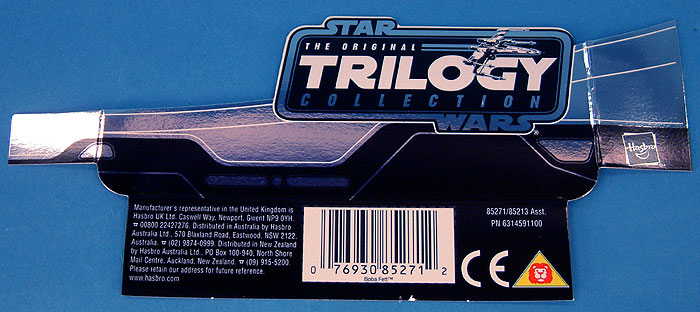 STAR
THE ORIGINAL
TRILOGY
COLLECTION
WARS
Hasbro
Manufacturer's representative in the United Kingdom is
Hasbro UK Ltd. Caswell Way, Newport, Gwent NP9 0YH.
☎ 00800 22427276. Distributed in Australia by Hasbro
Australia Ltd., 570 Blaxland Road, Eastwood, NSW 2122,
Australia. ☎ (02) 9874-0999. Distributed in New Zealand
by Hasbro Australia Ltd., PO Box 100-940, North Shore
Mail Centre, Auckland, New Zealand. ☎ (09) 915-5200.
Please retain our address for future reference.
www.hasbro.com
0 76930 85271 2
Boba Fett™
85271/85213 Asst.
PN 6314591100
CE